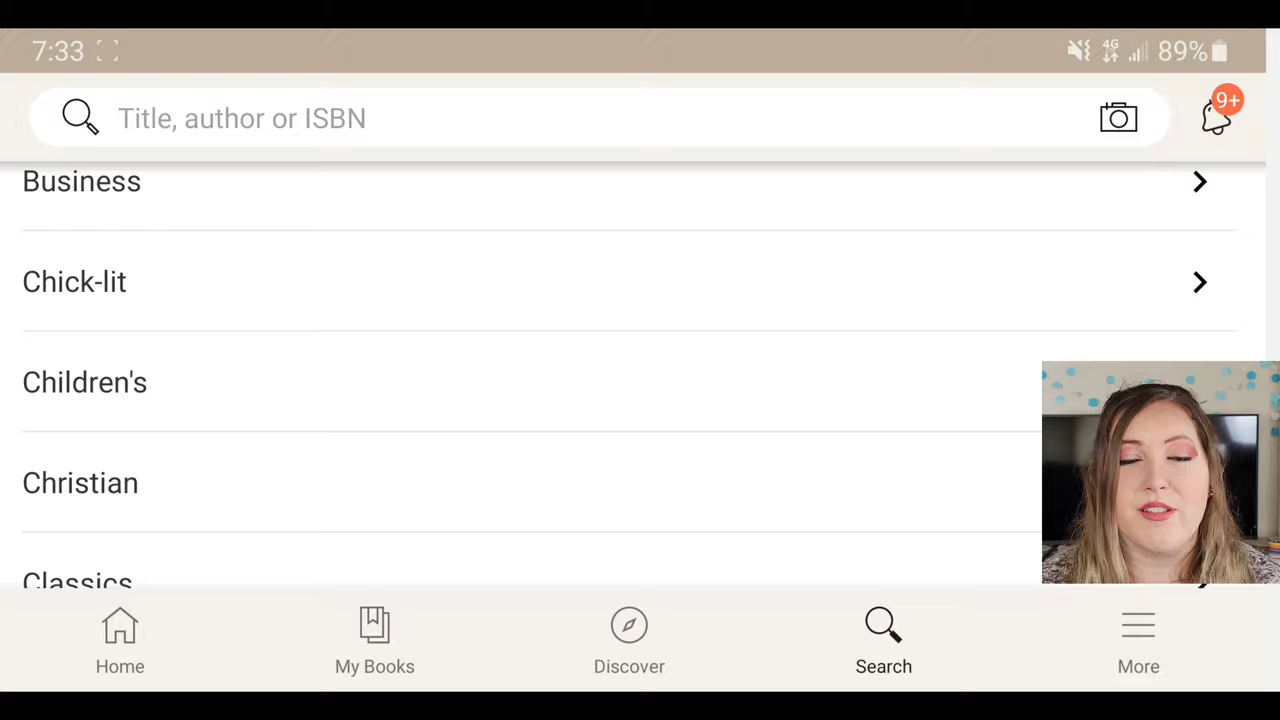 7:33
4G 89%
Title, author or ISBN
9+
Business
Chick-lit
Children's
Christian
Classics
Home My Books Discover Search More